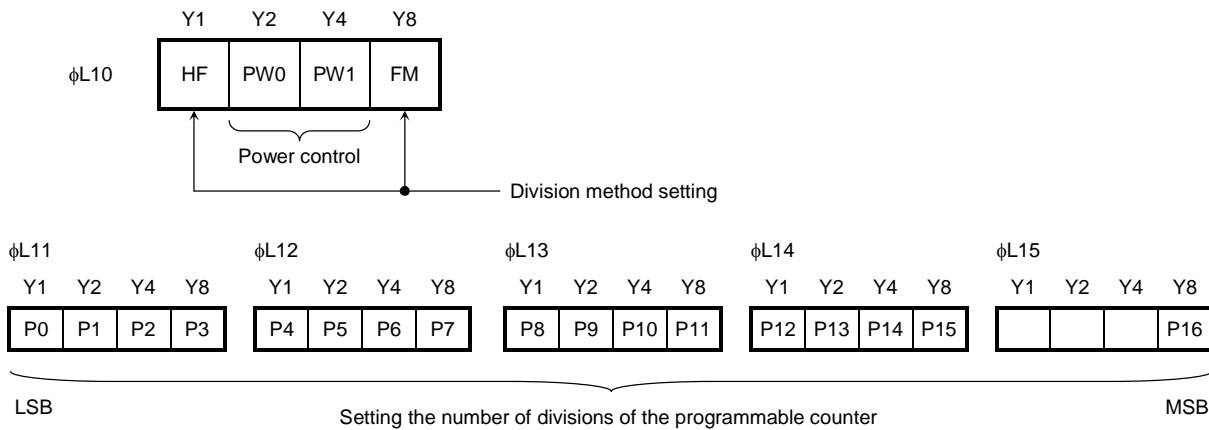 Y1 Y2 Y4 Y8
ϕL10 HF PW0 PW1 FM
Power control
Division method setting
ϕL11 ϕL12 ϕL13 ϕL14 ϕL15
Y1 Y2 Y4 Y8 Y1 Y2 Y4 Y8 Y1 Y2 Y4 Y8 Y1 Y2 Y4 Y8 Y1 Y2 Y4 Y8
P0 P1 P2 P3 P4 P5 P6 P7 P8 P9 P10 P11 P12 P13 P14 P15 P16
LSB Setting the number of divisions of the programmable counter MSB